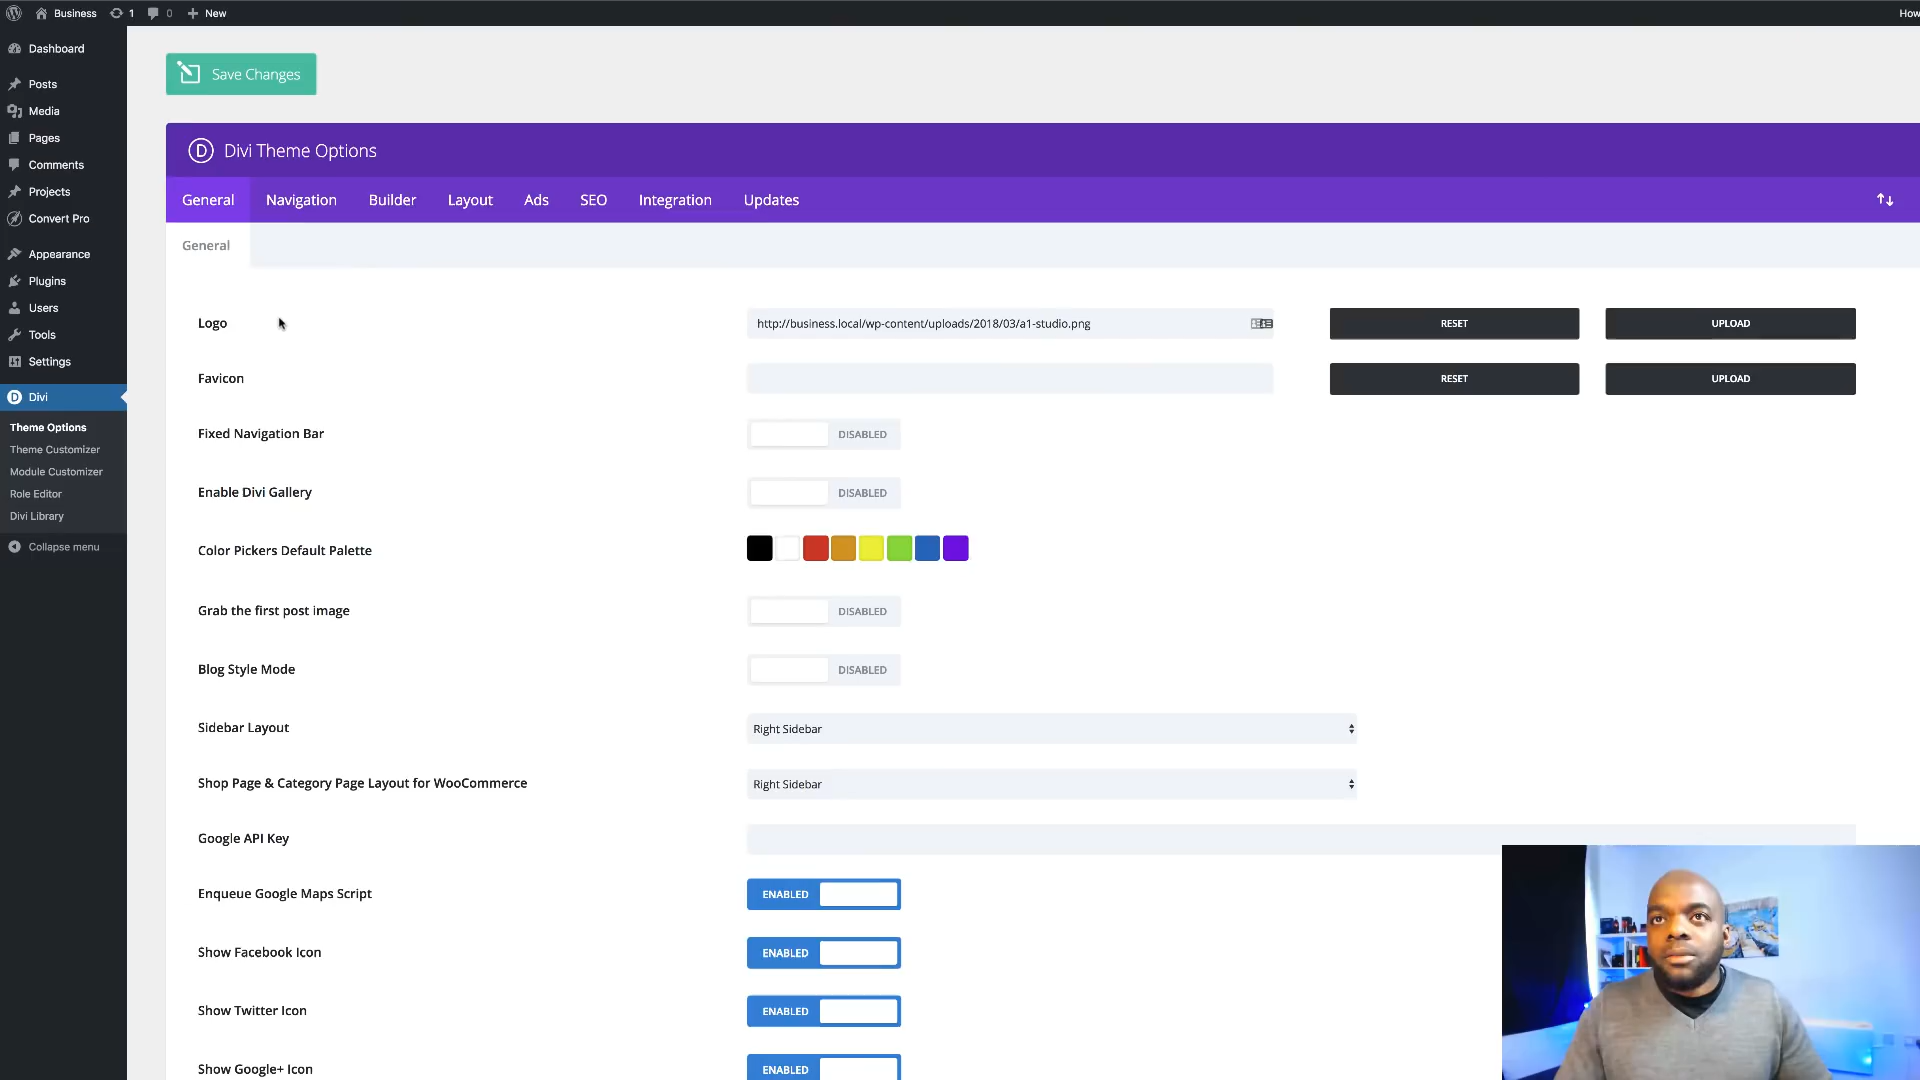 Business 1 0 New How
Dashboard
Posts
Media
Pages
Comments
Projects
Convert Pro
Appearance
Plugins
Users
Tools
Settings
Divi
Theme Options
Theme Customizer
Module Customizer
Role Editor
Divi Library
Collapse menu
Save Changes
D Divi Theme Options
General Navigation Builder Layout Ads SEO Integration Updates
General
Logo http://business.local/wp-content/uploads/2018/03/a1-studio.png RESET UPLOAD
Favicon RESET UPLOAD
Fixed Navigation Bar DISABLED
Enable Divi Gallery DISABLED
Color Pickers Default Palette
Grab the first post image DISABLED
Blog Style Mode DISABLED
Sidebar Layout Right Sidebar
Shop Page & Category Page Layout for WooCommerce Right Sidebar
Google API Key
Enqueue Google Maps Script ENABLED
Show Facebook Icon ENABLED
Show Twitter Icon ENABLED
Show Google+ Icon ENABLED